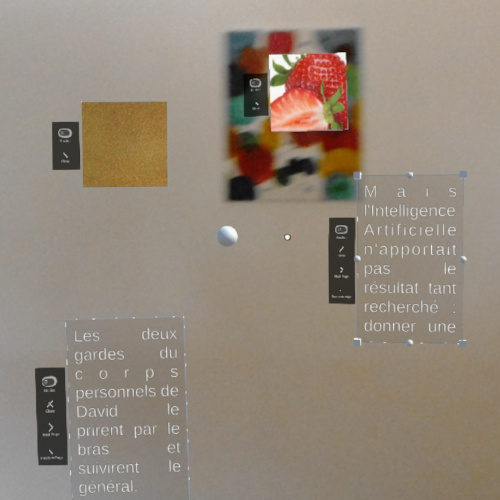 Mais
l'Intelligence
Artificielle
n'apportait
pas le
résultat tant
recherché :
donner une
Les deux
gardes du
corps
personnels de
David le
prirent par le
bras et
suivirent le
général.